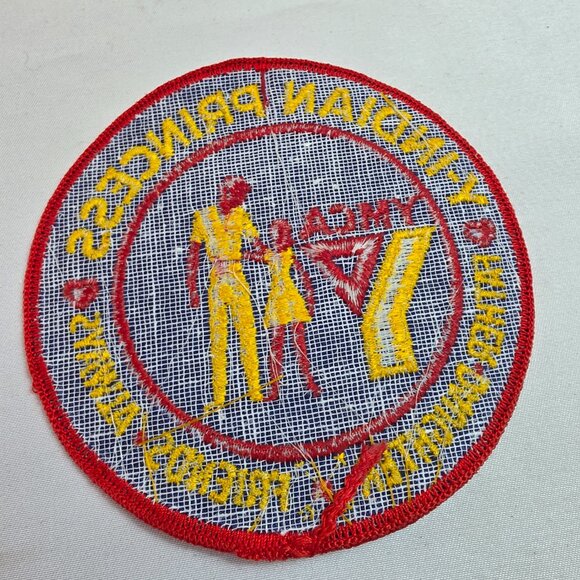 Y-INDIAN PRINCESS
YMCA
FATHER, DAUGHTER, FRIENDS ALWAYS